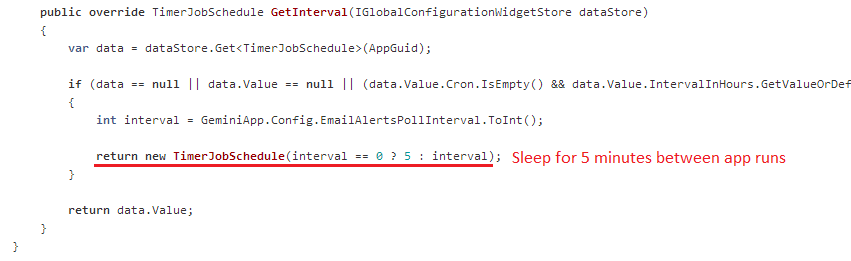 public override TimerJobSchedule GetInterval(IGlobalConfigurationWidgetStore dataStore)
{
var data = dataStore.Get<TimerJobSchedule>(AppGuid);
if (data == null || data.Value == null || (data.Value.Cron.IsEmpty() && data.Value.IntervalInHours.GetValueOrDef
{
int interval = GeminiApp.Config.EmailAlertsPollInterval.ToInt();
return new TimerJobSchedule(interval == 0 ? 5 : interval); Sleep for 5 minutes between app runs
}
return data.Value;
}
}